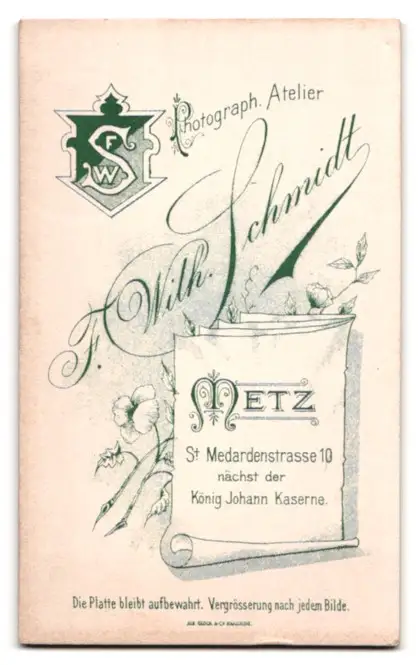 F
S
W
Photograph. Atelier
F. Wilh. Schmidt
METZ
St Medardenstrasse 10
nächst der
König Johann Kaserne.
Die Platte bleibt aufbewahrt. Vergrösserung nach jedem Bilde.